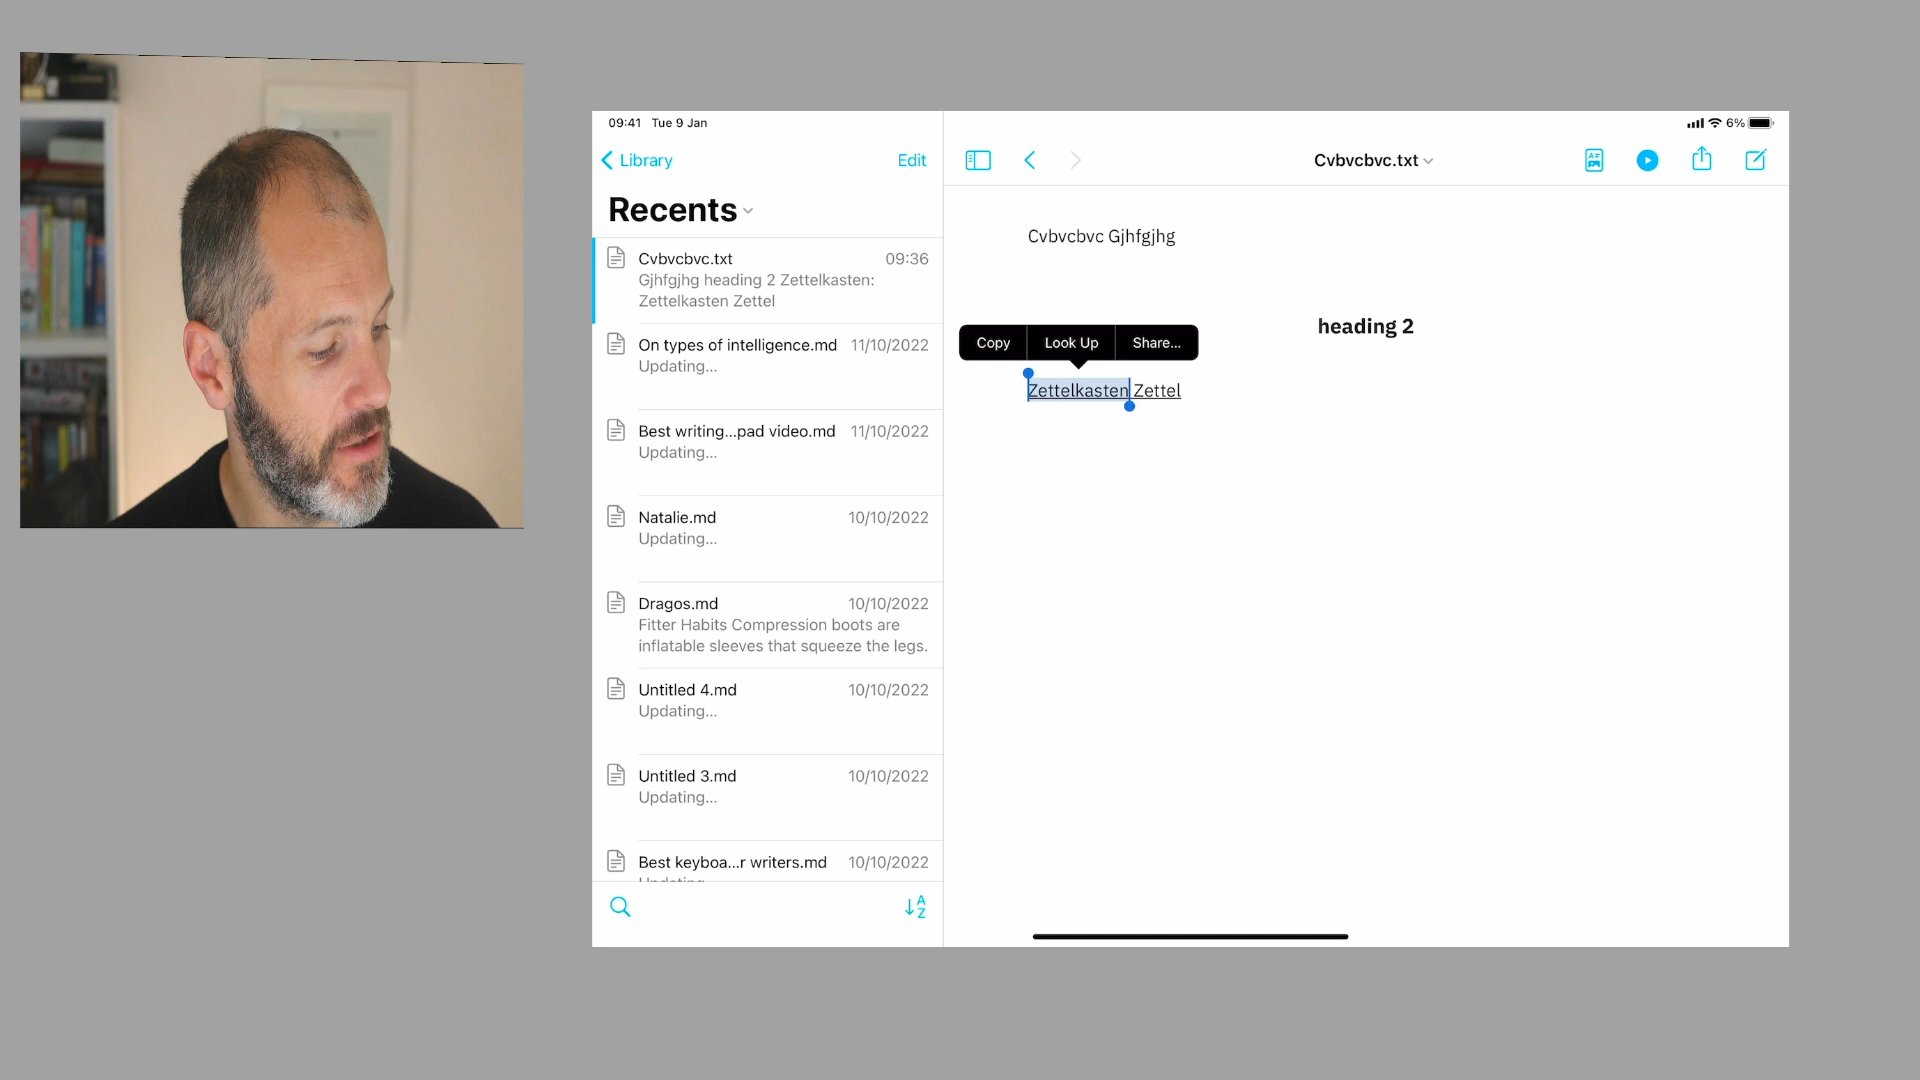 09:41 Tue 9 Jan
6%
Library
Edit
Recents
Cvbvcbvc.txt 09:36
Gjhfgjhg heading 2 Zettelkasten:
Zettelkasten Zettel
On types of intelligence.md 11/10/2022
Updating...
Best writing...pad video.md 11/10/2022
Updating...
Natalie.md 10/10/2022
Updating...
Dragos.md 10/10/2022
Fitter Habits Compression boots are
inflatable sleeves that squeeze the legs.
Untitled 4.md 10/10/2022
Updating...
Untitled 3.md 10/10/2022
Updating...
Best keyboa...r writers.md 10/10/2022
A
Z
Cvbvcbvc.txt
Cvbvcbvc Gjhfgjhg
heading 2
Copy Look Up Share...
Zettelkasten Zettel